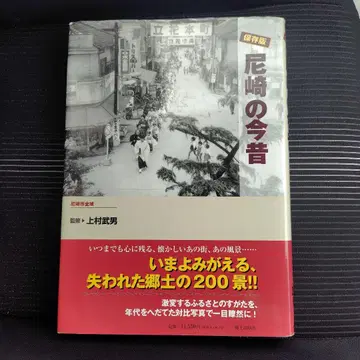 立花本町
保存版
尼崎の今昔
尼崎市全域
監修▶上村武男
いつまでも心に残る、懐かしいあの街、あの風景……
いまよみがえる、
失われた郷土の200景!!
激変するふるさとのすがたを、
年代をへだてた対比写真で一目瞭然に!